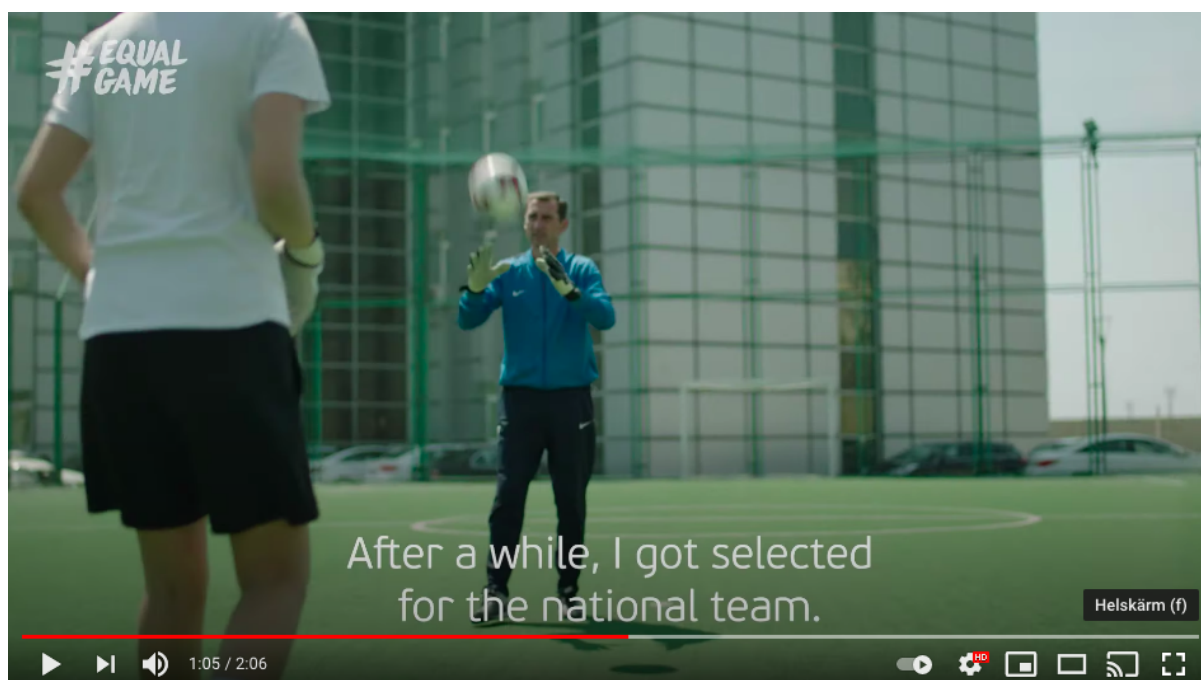 #EQUAL
GAME
After a while, I got selected
for the national team.
Helskärm (f)
HD
1:05 / 2:06